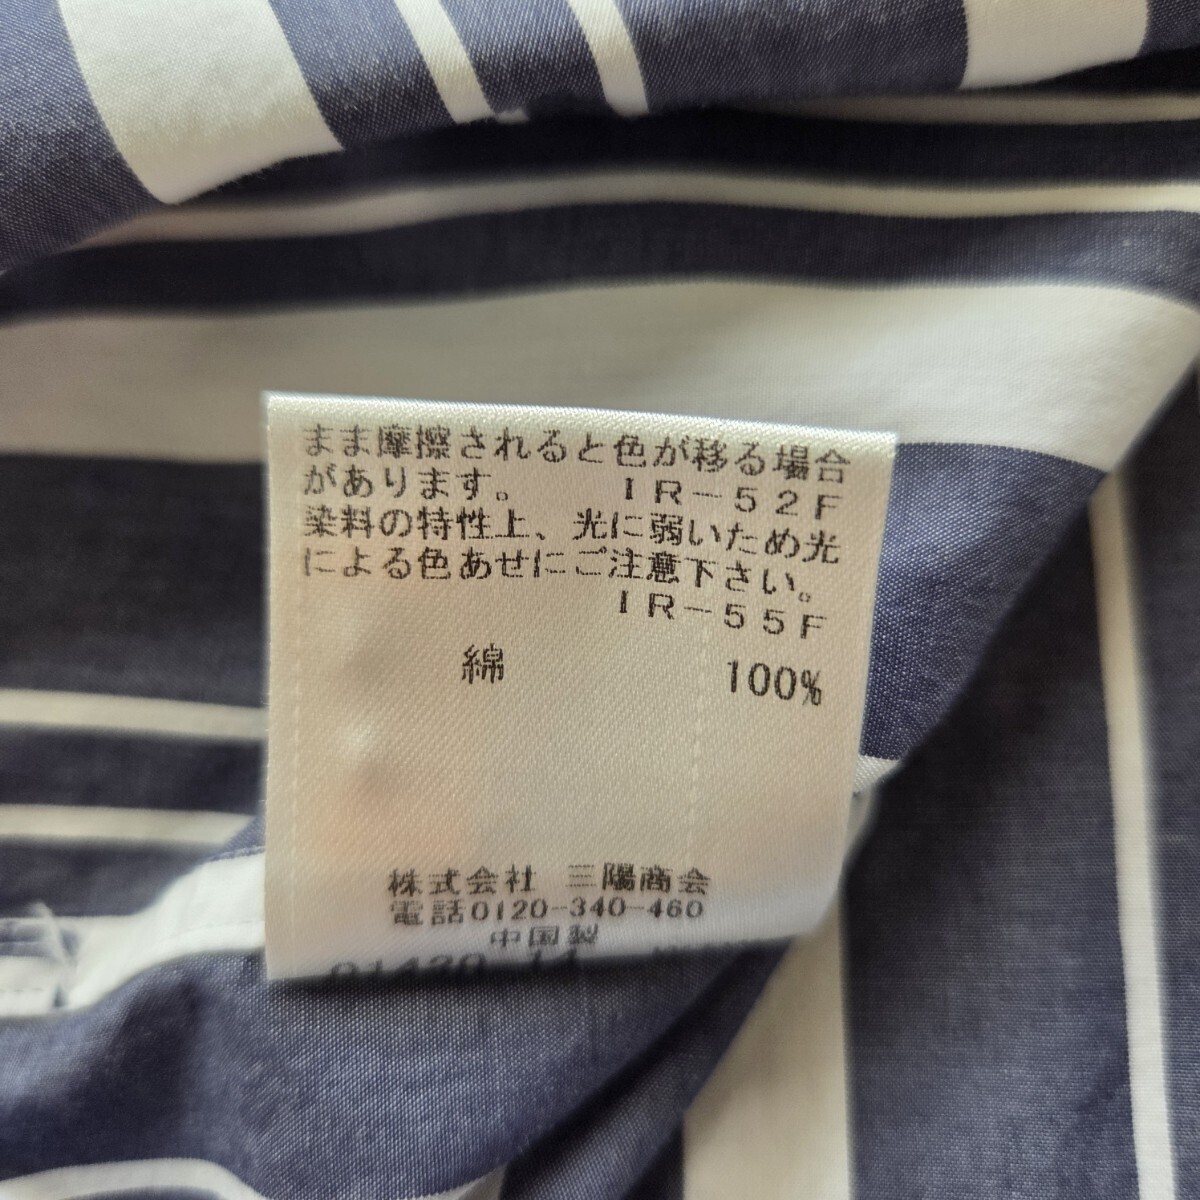 まま摩擦されると色が移る場合
があります。 IR-52F
染料の特性上、光に弱いため光
による色あせにご注意下さい。
IR-55F
綿 100%
株式会社 三陽商会
電話0120-340-460
中国製